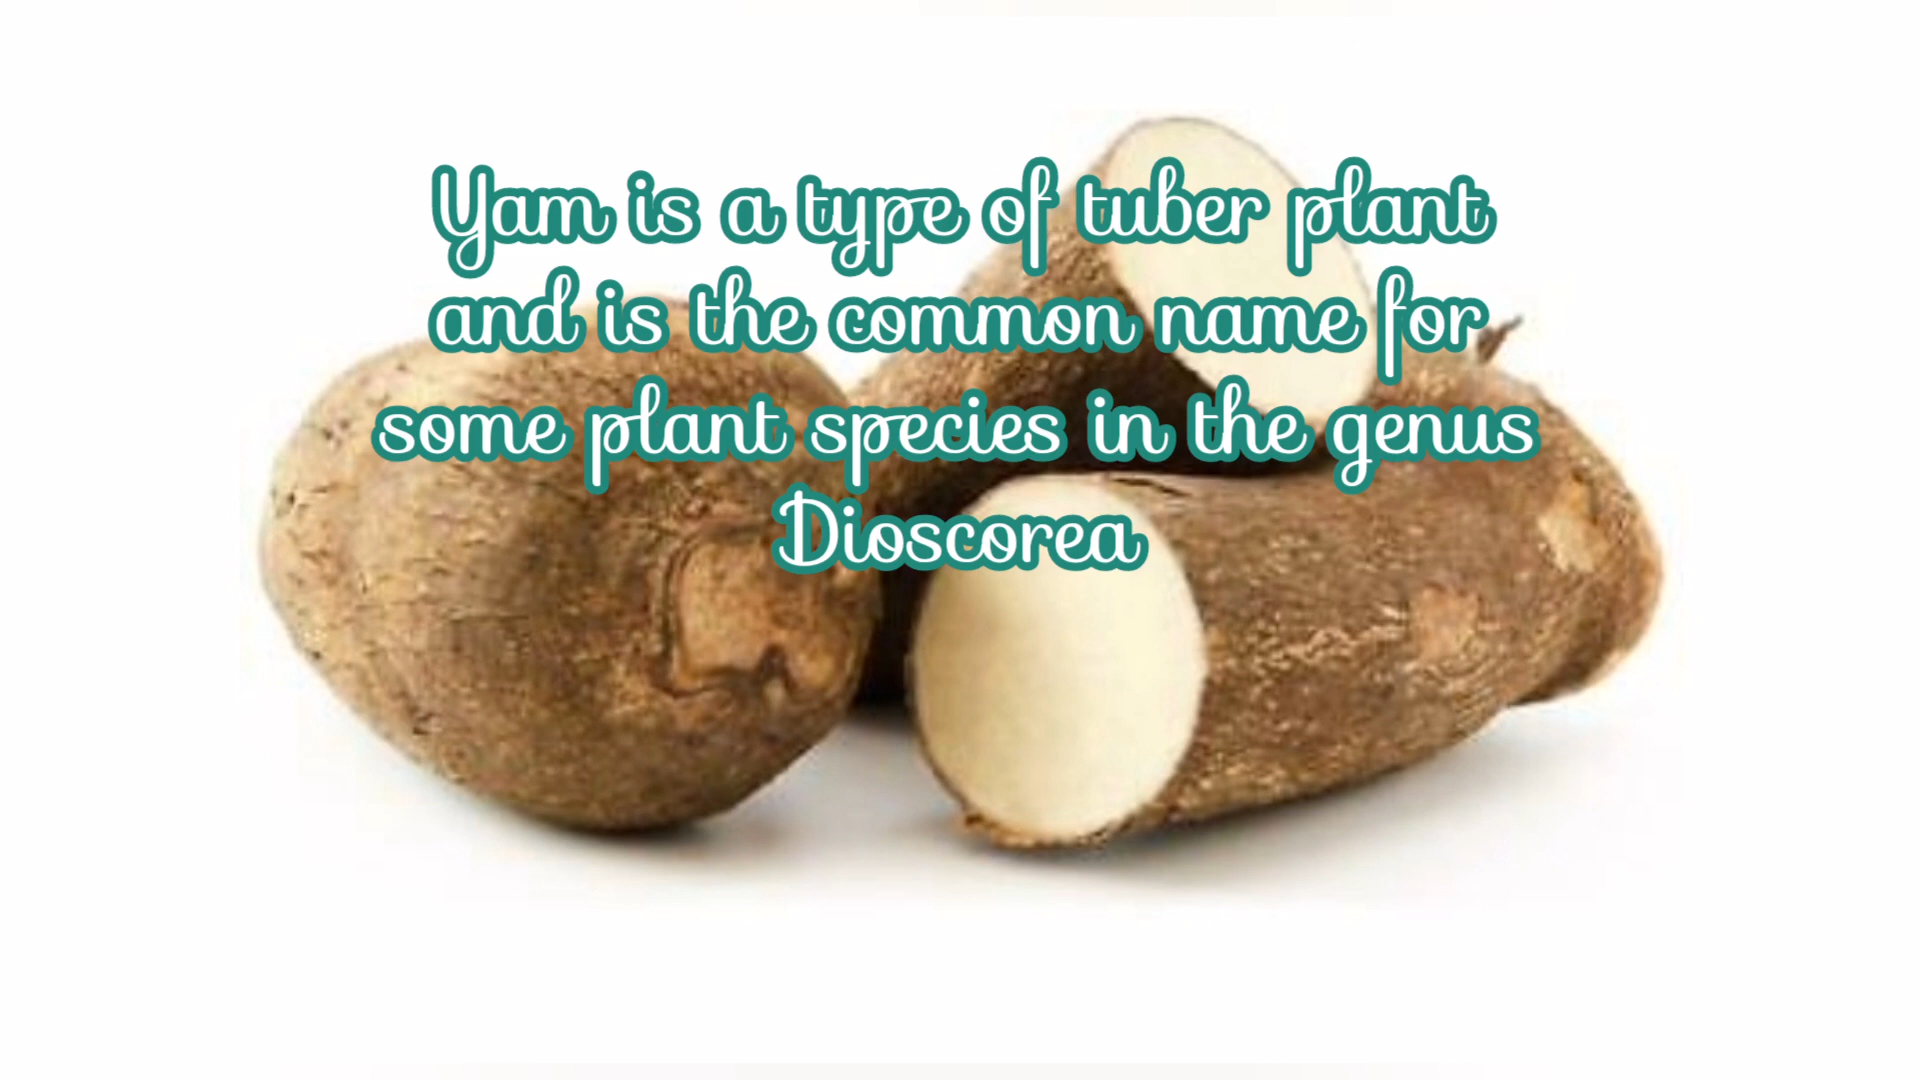 Yam is a type of tuber plant
and is the common name for
some plant species in the genus
Dioscorea